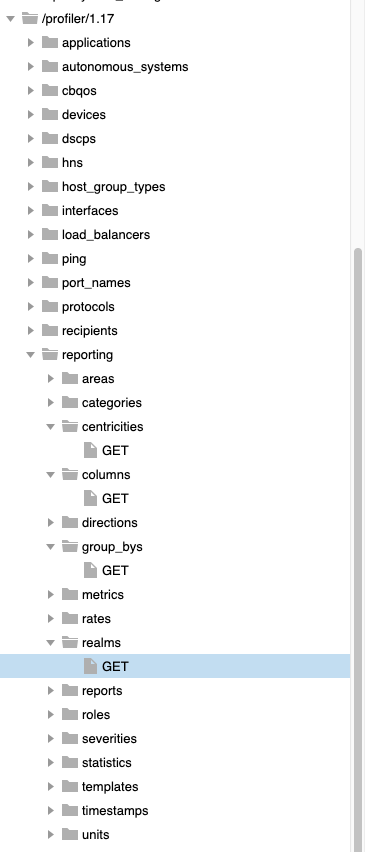 /profiler/1.17
applications
autonomous_systems
cbqos
devices
dscps
hns
host_group_types
interfaces
load_balancers
ping
port_names
protocols
recipients
reporting
areas
categories
centricities
GET
columns
GET
directions
group_bys
GET
metrics
rates
realms
GET
reports
roles
severities
statistics
templates
timestamps
units